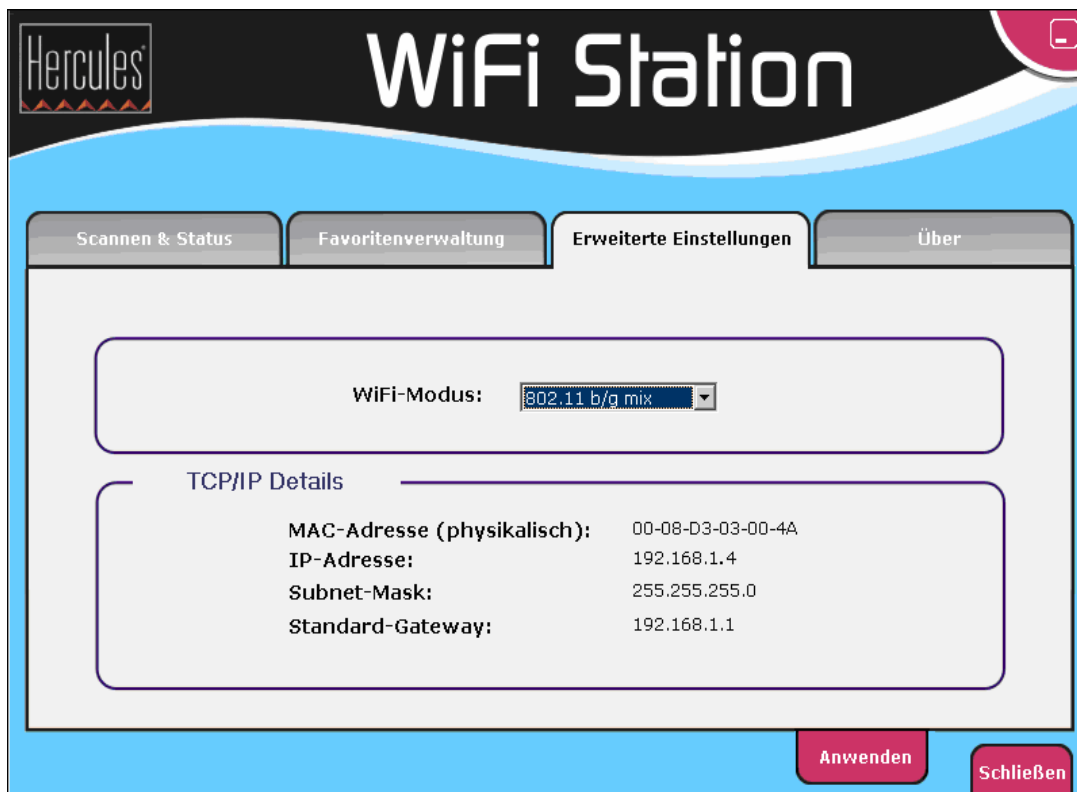 Hercules
WiFi Station
Scannen & Status
Favoritenverwaltung
Erweiterte Einstellungen
Über
WiFi-Modus: 802.11 b/g mix
TCP/IP Details
MAC-Adresse (physikalisch): 00-08-D3-03-00-4A
IP-Adresse: 192.168.1.4
Subnet-Mask: 255.255.255.0
Standard-Gateway: 192.168.1.1
Anwenden
Schließen